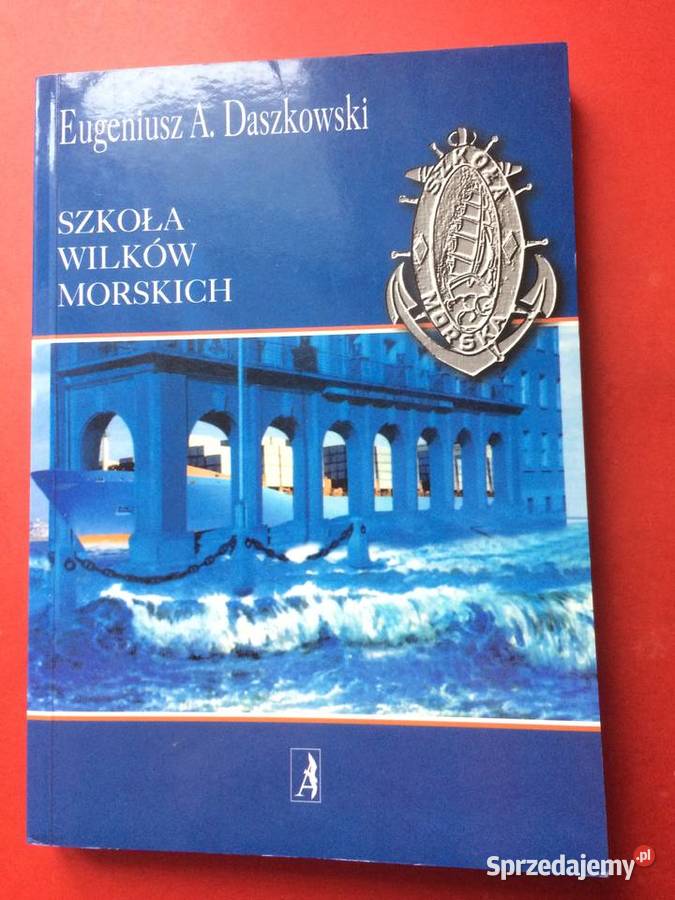 Eugeniusz A. Daszkowski
SZKOŁA
MORSKA
SZKOŁA
WILKÓW
MORSKICH
A
Sprzedajemy.pl